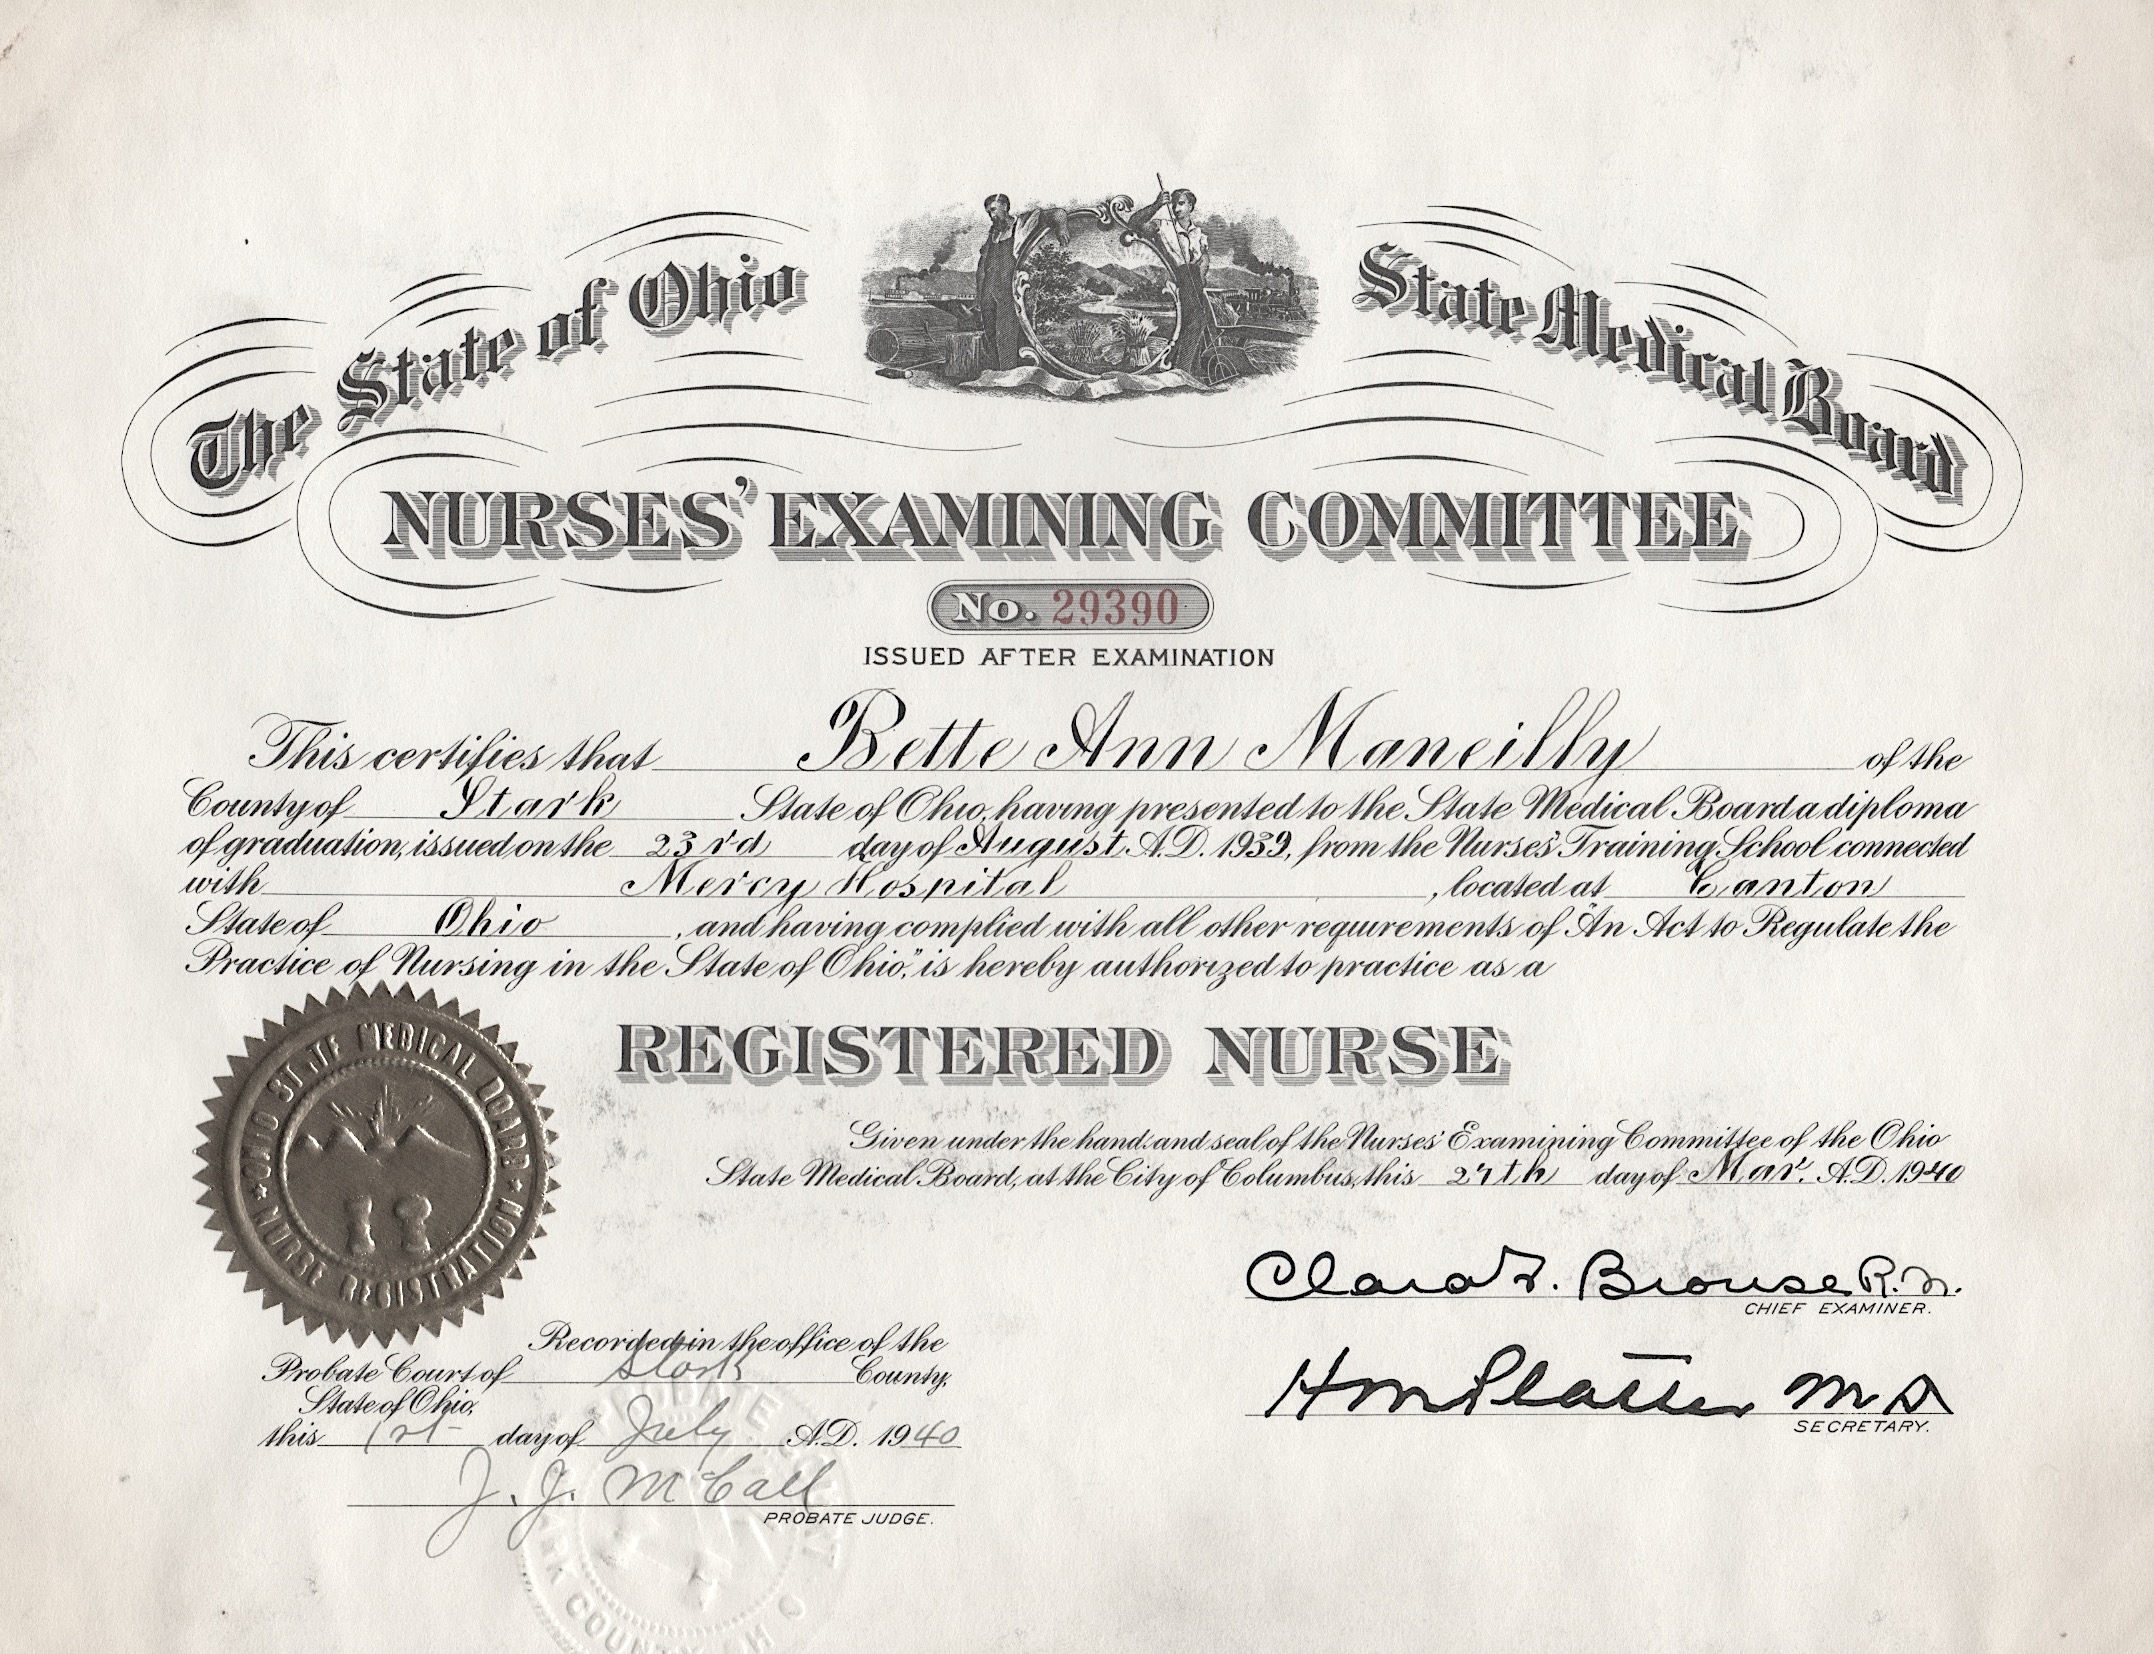 The State of Ohio State Medical Board
NURSES' EXAMINING COMMITTEE
No. 29390
ISSUED AFTER EXAMINATION
This certifies that Bette Ann Maneilly of the
County of Stark State of Ohio, having presented to the State Medical Board a diploma
of graduation, issued on the 23rd day of August A.D. 1939, from the Nurses' Training School connected
with Mercy Hospital, located at Canton
State of Ohio, and having complied with all other requirements of "An Act to Regulate the
Practice of Nursing in the State of Ohio," is hereby authorized to practice as a
REGISTERED NURSE
OHIO STATE MEDICAL BOARD
NURSE REGISTRATION
Given under the hand and seal of the Nurses' Examining Committee of the Ohio
State Medical Board, at the City of Columbus, this 27th day of Mar. A.D. 1940
Clara F. Brouse R.N.
CHIEF EXAMINER.
H M Platter M D
SECRETARY.
Recorded in the office of the
Probate Court of Stark County,
State of Ohio,
this 1st day of July A.D. 1940
J. J. McCall
PROBATE JUDGE.